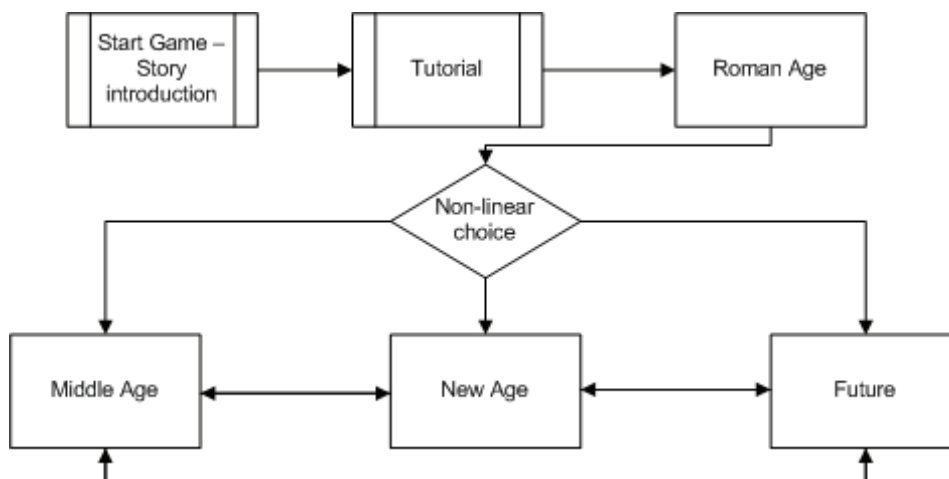 Start Game –
Story
introduction
Tutorial
Roman Age
Non-linear
choice
Middle Age
New Age
Future